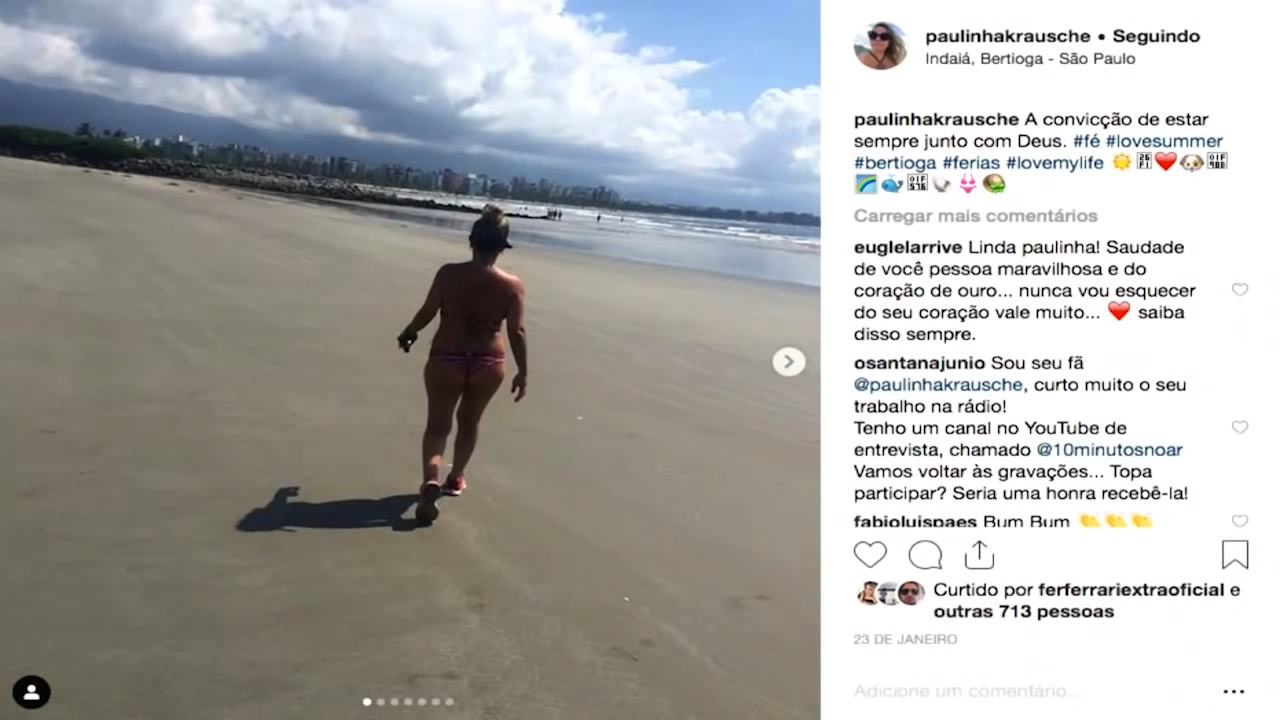 paulinhakrausche • Seguindo
Indaiá, Bertioga - São Paulo
paulinhakrausche A convicção de estar
sempre junto com Deus. #fé #lovesummer
#bertioga #ferias #lovemylife
Carregar mais comentários
euglelarrive Linda paulinha! Saudade
de você pessoa maravilhosa e do
coração de ouro... nunca vou esquecer
do seu coração vale muito... ❤️ saiba
disso sempre.
osantanajunio Sou seu fã
@paulinhakrausche, curto muito o seu
trabalho na rádio!
Tenho um canal no YouTube de
entrevista, chamado @10minutosnoar
Vamos voltar às gravações... Topa
participar? Seria uma honra recebê-la!
fabioluispaes Bum Bum 👏👏👏
Curtido por ferferrariextraoficial e
outras 713 pessoas
23 DE JANEIRO
Adicione um comentário...